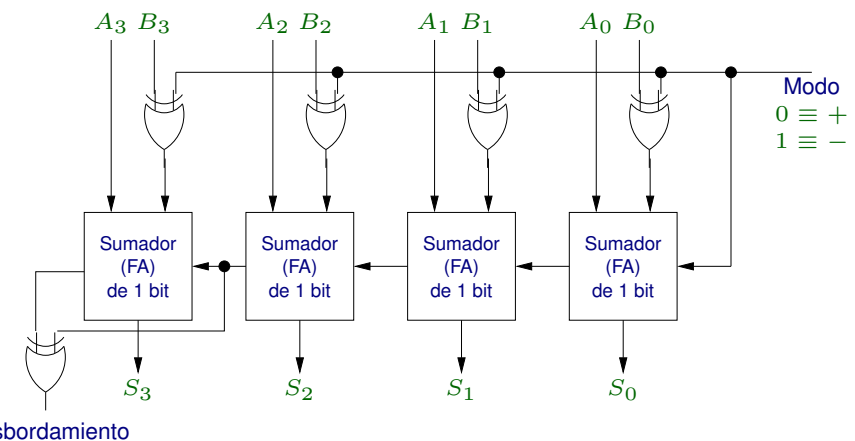 A3 B3 A2 B2 A1 B1 A0 B0
Modo
0 ≡ +
1 ≡ −
Sumador
(FA)
de 1 bit
Sumador
(FA)
de 1 bit
Sumador
(FA)
de 1 bit
Sumador
(FA)
de 1 bit
S3 S2 S1 S0
sbordamiento